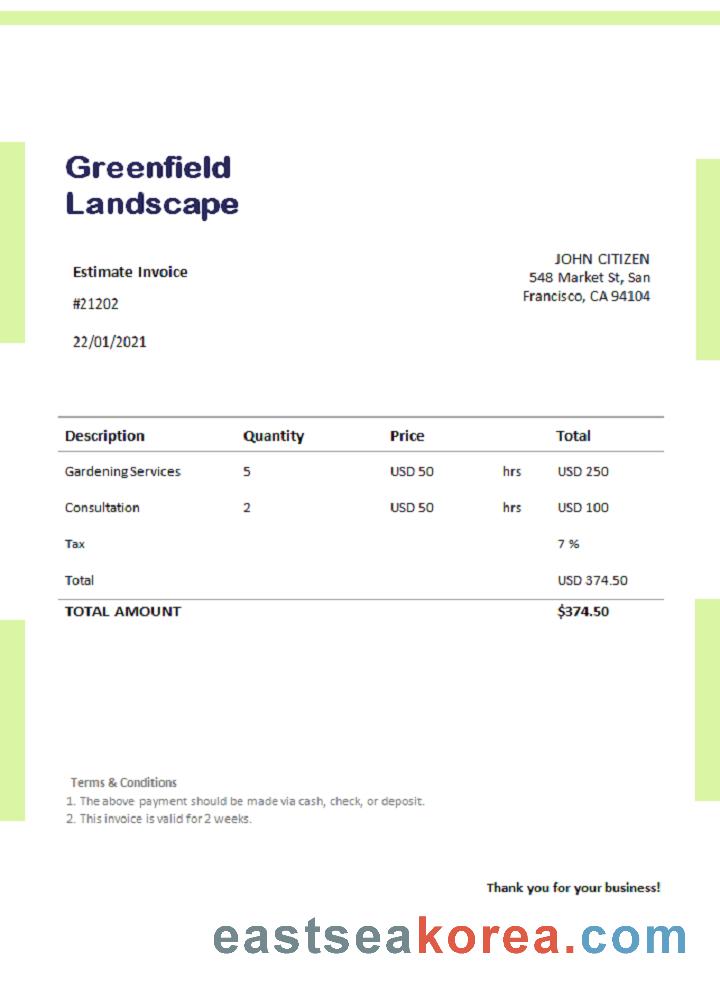 Greenfield
Landscape
JOHN CITIZEN
548 Market St, San
Francisco, CA 94104
Estimate Invoice
#21202
22/01/2021
Description Quantity Price Total
Gardening Services 5 USD 50 hrs USD 250
Consultation 2 USD 50 hrs USD 100
Tax 7 %
Total USD 374.50
TOTAL AMOUNT $374.50
Terms & Conditions
1. The above payment should be made via cash, check, or deposit.
2. This invoice is valid for 2 weeks.
Thank you for your business!
eastseakorea.com